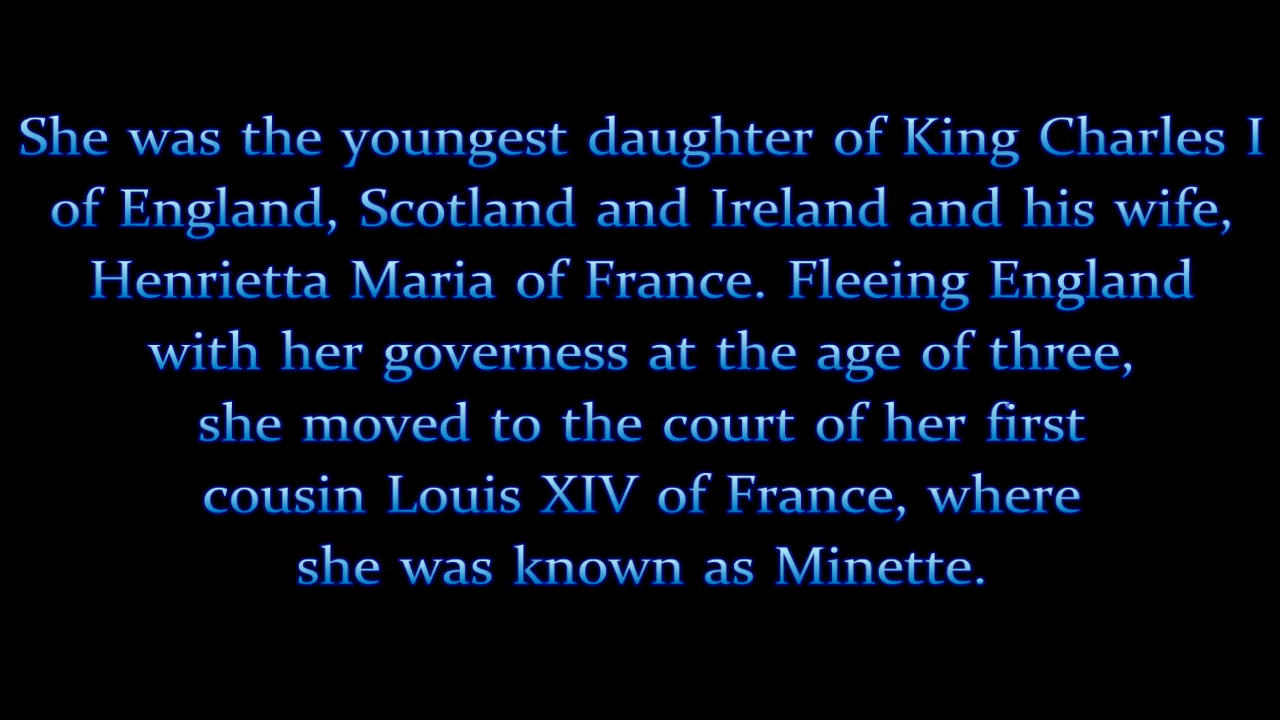 She was the youngest daughter of King Charles I
of England, Scotland and Ireland and his wife,
Henrietta Maria of France. Fleeing England
with her governess at the age of three,
she moved to the court of her first
cousin Louis XIV of France, where
she was known as Minette.